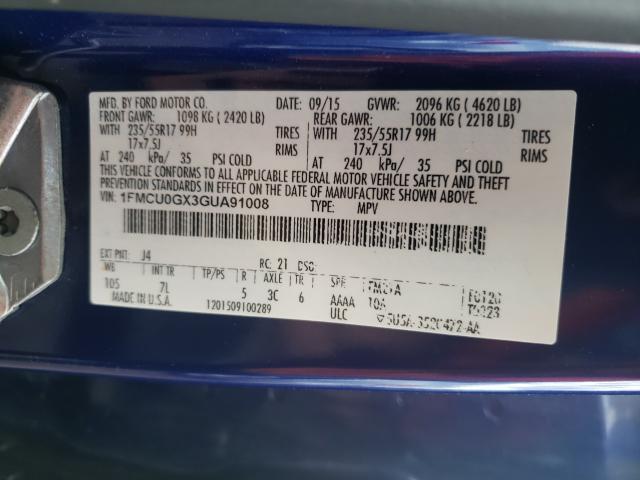 MFD. BY FORD MOTOR CO. DATE: 09/15 GVWR: 2096 KG ( 4620 LB)
FRONT GAWR: 1098 KG ( 2420 LB) REAR GAWR: 1006 KG ( 2218 LB)
WITH 235/55R17 99H TIRES WITH 235/55R17 99H TIRES
17x7.5J RIMS 17x7.5J RIMS
AT 240 kPa/ 35 PSI COLD AT 240 kPa/ 35 PSI COLD
THIS VEHICLE CONFORMS TO ALL APPLICABLE FEDERAL MOTOR VEHICLE SAFETY AND THEFT
PREVENTION STANDARDS IN EFFECT ON THE DATE OF MANUFACTURE SHOWN ABOVE.
VIN: 1FMCU0GX3GUA91008 TYPE: MPV
EXT PNT: J4 RC: 21 DSO:
WB INT TR TP/PS R AXLE TR SPR
105 7L 5 3C 6 AAAA 10A
MADE IN U.S.A. 1201509100289 ULC